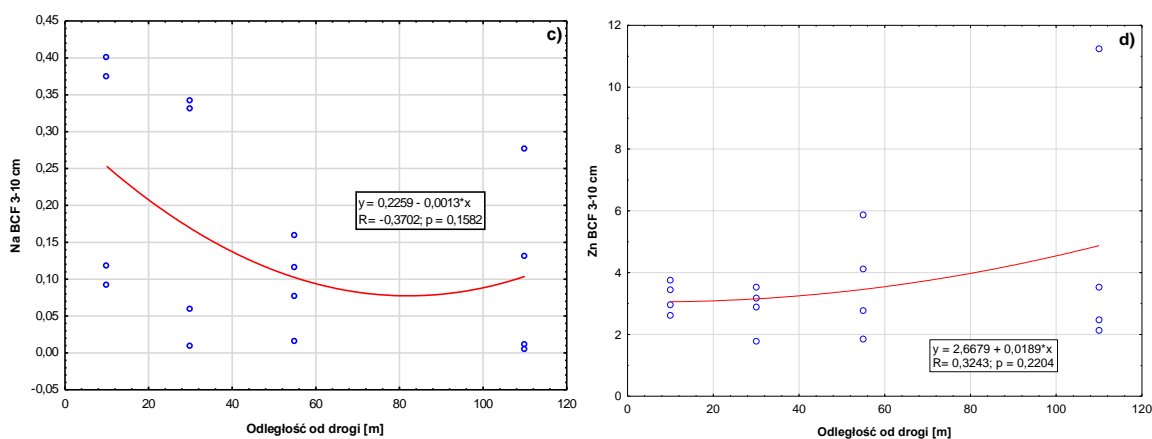 c)
0,45
0,40
0,35
0,30
0,25
0,20
0,15
0,10
0,05
0,00
-0,05
Na BCF 3-10 cm
y = 0,2259 - 0,0013*x
R= -0,3702; p = 0,1582
0 20 40 60 80 100 120
Odległość od drogi [m]
d)
12
10
8
6
4
2
0
Zn BCF 3-10 cm
y = 2,6679 + 0,0189*x
R= 0,3243; p = 0,2204
0 20 40 60 80 100 120
Odległość od drogi [m]